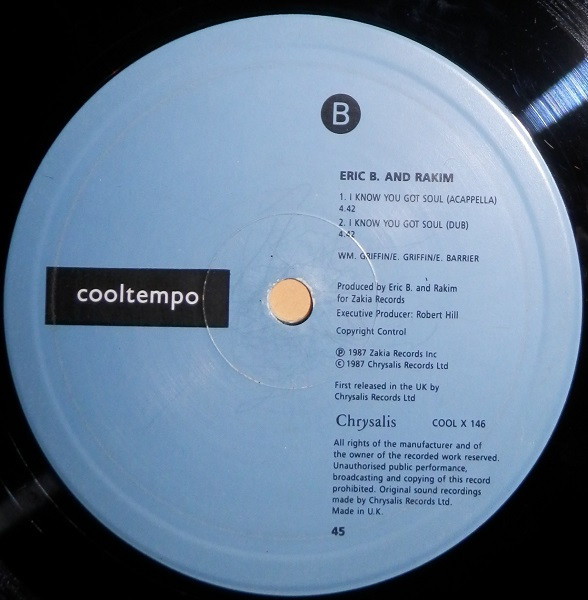 B
ERIC B. AND RAKIM
1. I KNOW YOU GOT SOUL (ACAPPELLA)
4.42
2. I KNOW YOU GOT SOUL (DUB)
4.42
WM. GRIFFIN/E. GRIFFIN/E. BARRIER
cooltempo
Produced by Eric B. and Rakim
for Zakia Records
Executive Producer: Robert Hill
Copyright Control
℗ 1987 Zakia Records Inc
© 1987 Chrysalis Records Ltd
First released in the UK by
Chrysalis Records Ltd
Chrysalis COOL X 146
All rights of the manufacturer and of
the owner of the recorded work reserved.
Unauthorised public performance,
broadcasting and copying of this record
prohibited. Original sound recordings
made by Chrysalis Records Ltd.
Made in U.K.
45